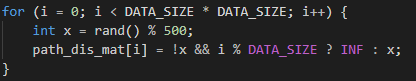 for (i = 0; i < DATA_SIZE * DATA_SIZE; i++) {
    int x = rand() % 500;
    path_dis_mat[i] = !x && i % DATA_SIZE ? INF : x;
}